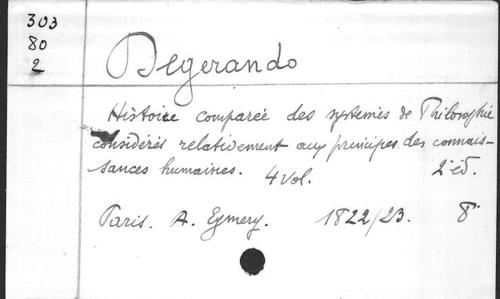 303
80
2
Degerando
Histoire comparée des systemes de Philosophie
considérés relativement aux principes des connais-
sances humaines. 4 vol. 2e éd.
Paris. A. Eymery. 1822/23. 8°